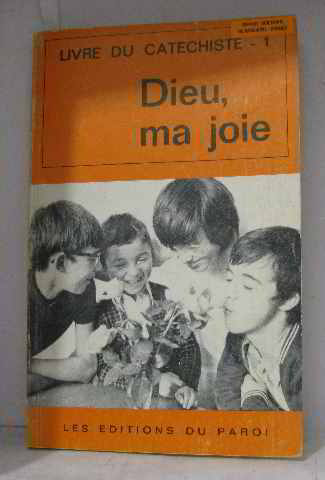 LIVRE DU CATECHISTE - 1
Dieu,
ma joie
LES EDITIONS DU PAROI